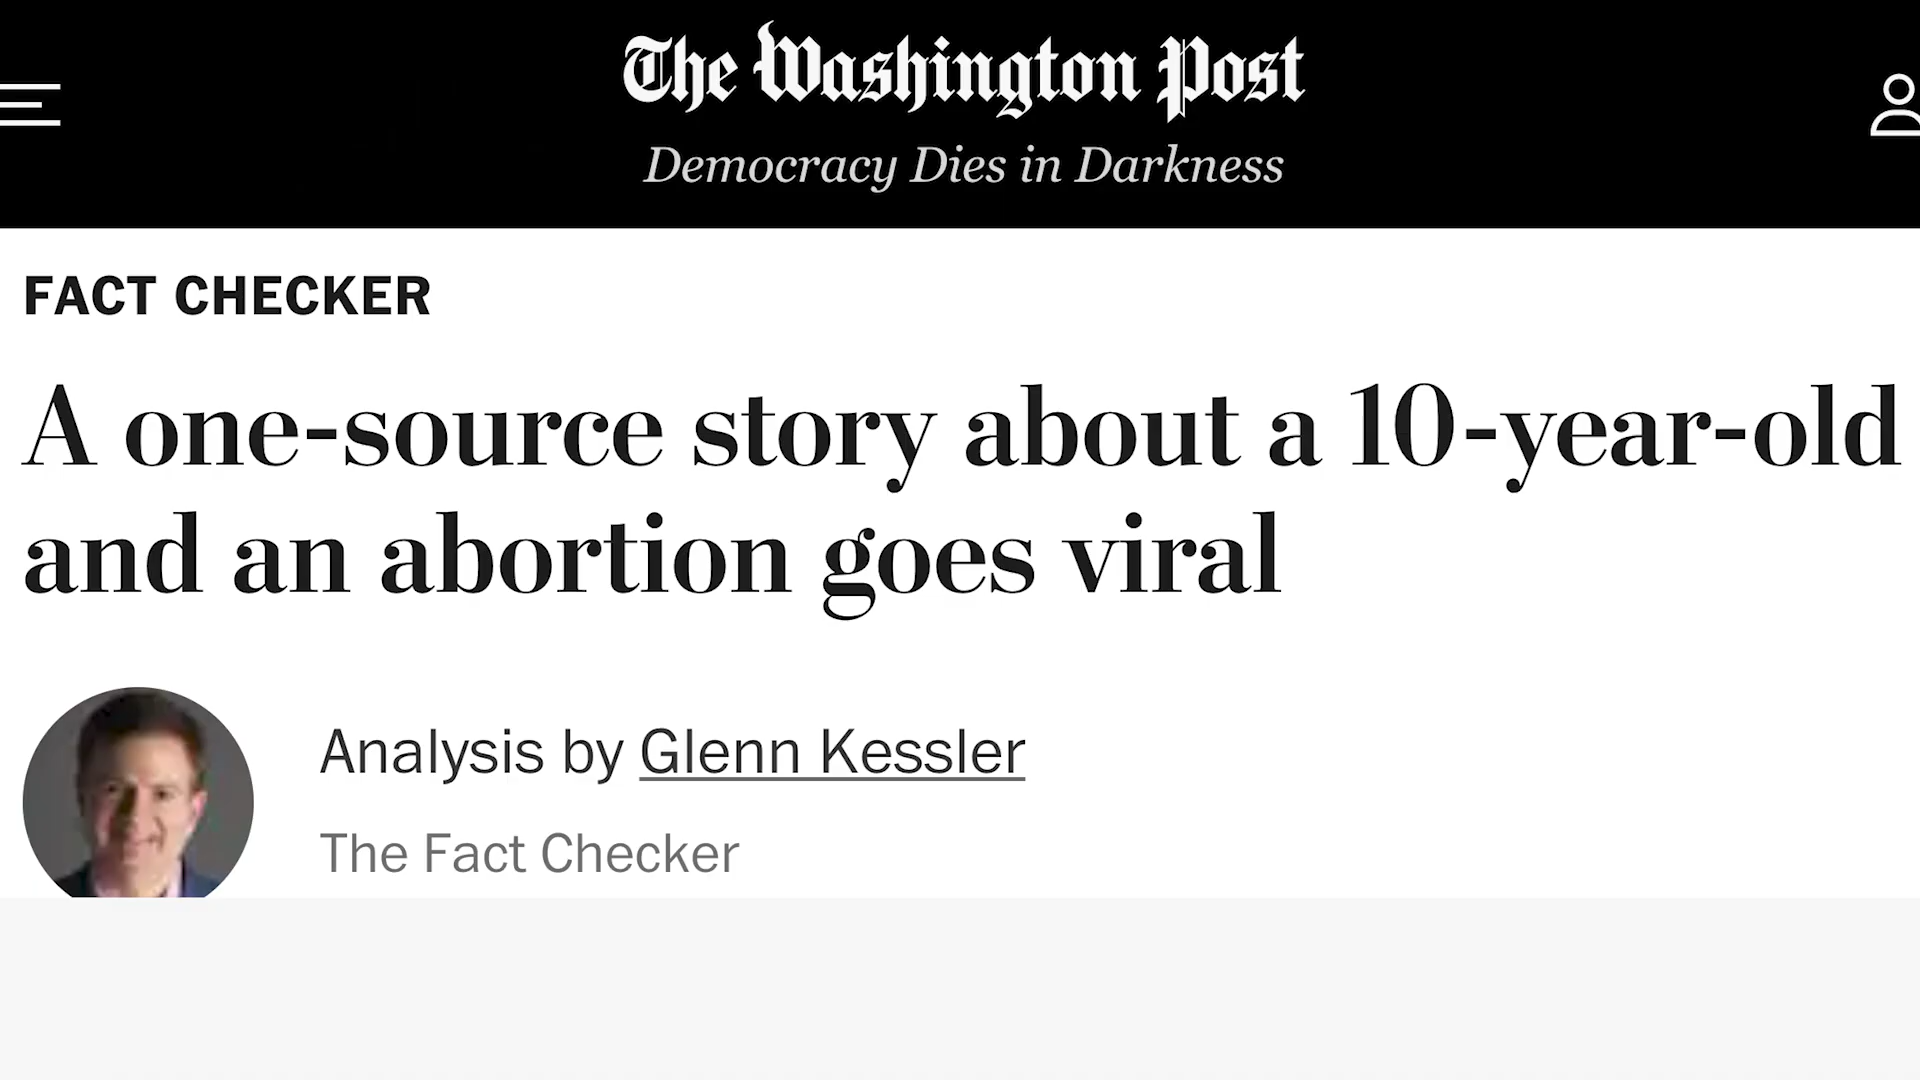 The Washington Post
Democracy Dies in Darkness
FACT CHECKER
A one-source story about a 10-year-old
and an abortion goes viral
Analysis by Glenn Kessler
The Fact Checker